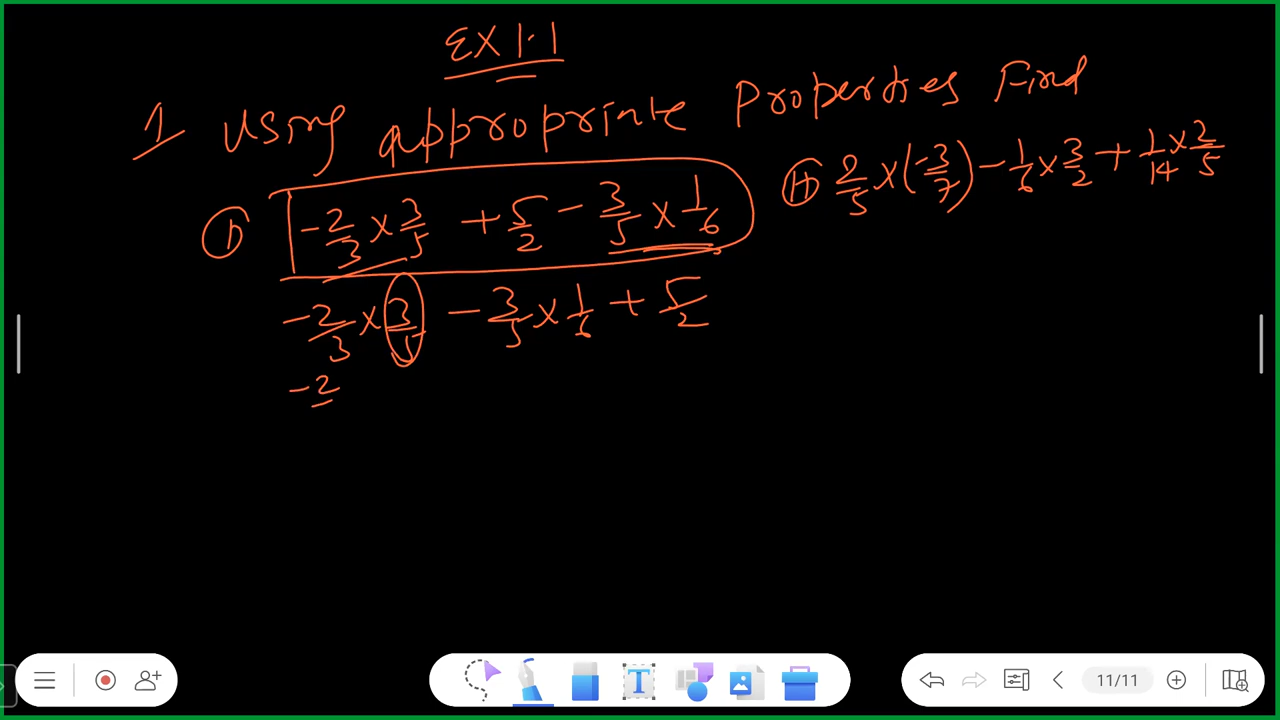 EX 1.1
1 Using appropriate Properties Find
(I) -2/3 × 3/5 + 5/2 - 3/5 × 1/6
(II) 2/5 × (-3/7) - 1/6 × 3/2 + 1/14 × 2/5
-2/3 × 3/5 - 3/5 × 1/6 + 5/2
-2
T
11/11